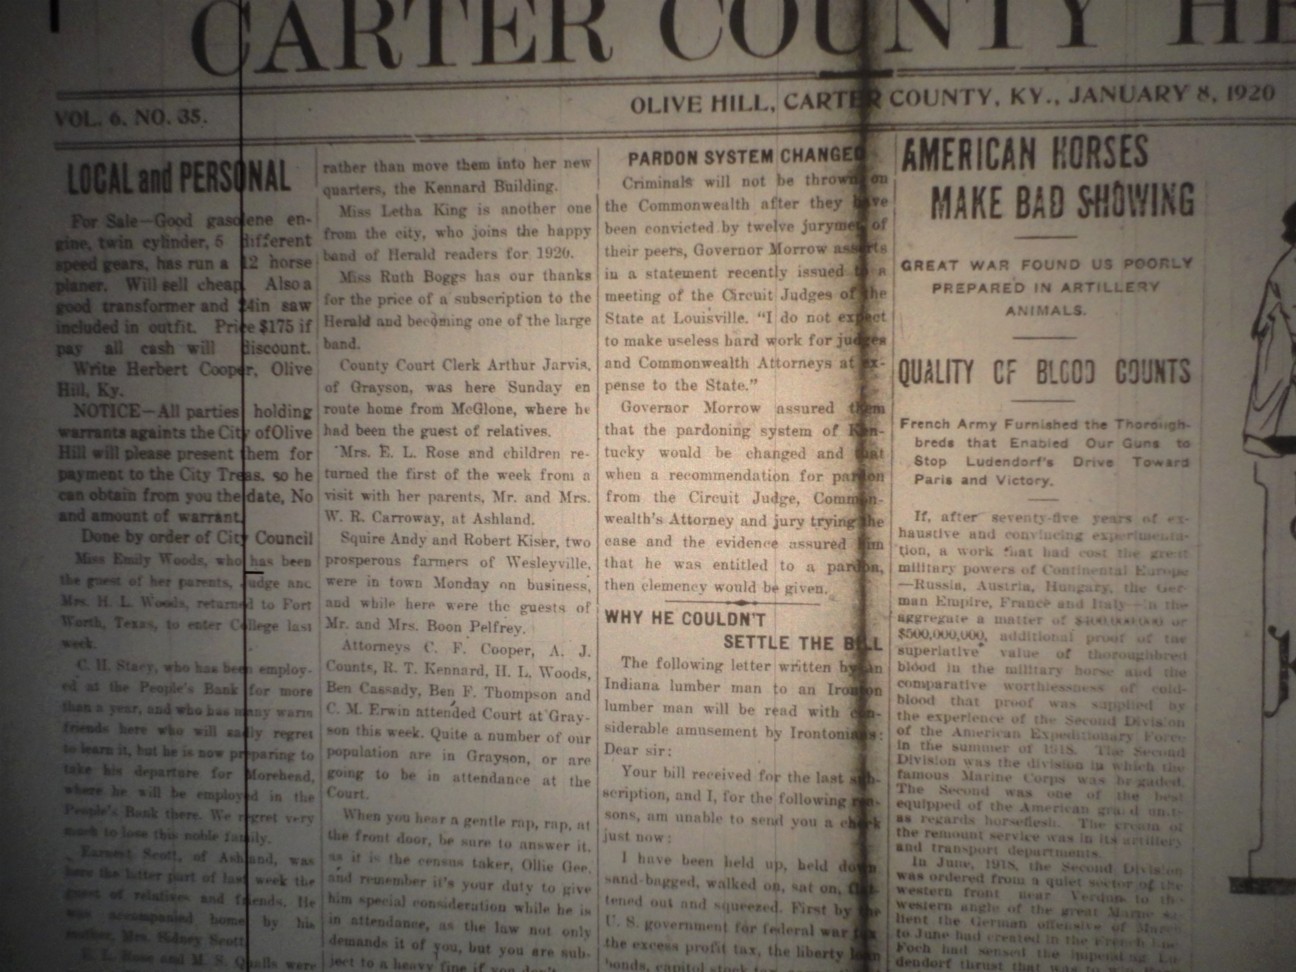 CARTER COUNTY HE
VOL. 6. NO. 35.
OLIVE HILL, CARTER COUNTY, KY., JANUARY 8, 1920
LOCAL and PERSONAL
For Sale—Good gasolene en-
gine, twin cylinder, 5 different
speed gears, has run a 12 horse
planer. Will sell cheap. Also a
good transformer and 24in saw
included in outfit. Price $175 if
pay all cash will discount.
Write Herbert Cooper, Olive
Hill, Ky.
NOTICE—All parties holding
warrants againts the City of Olive
Hill will please present them for
payment to the City Treas. so he
can obtain from you the date, No
and amount of warrant.
Done by order of City Council
Miss Emily Woods, who has been
the guest of her parents, Judge and
Mrs. H. L. Woods, returned to Fort
Worth, Texas, to enter College last
week.
C. H. Stacy, who has been employ-
ed at the People's Bank for more
than a year, and who has many warm
friends here who will sadly regret
to learn it, but he is now preparing to
take his departure for Morehead,
where he will be employed in the
People's Bank there. We regret very
much to lose this noble family.
Earnest Scott, of Ashland, was
here the latter part of last week the
guest of relatives and friends. He
was accompanied home by his
mother, Mrs. Sidney Scott.
E. L. Rose and M. S. Qualls were
rather than move them into her new
quarters, the Kennard Building.
Miss Letha King is another one
from the city, who joins the happy
band of Herald readers for 1920.
Miss Ruth Boggs has our thanks
for the price of a subscription to the
Herald and becoming one of the large
band.
County Court Clerk Arthur Jarvis,
of Grayson, was here Sunday en
route home from McGlone, where he
had been the guest of relatives.
Mrs. E. L. Rose and children re-
turned the first of the week from a
visit with her parents, Mr. and Mrs.
W. R. Carroway, at Ashland.
Squire Andy and Robert Kiser, two
prosperous farmers of Wesleyville,
were in town Monday on business,
and while here were the guests of
Mr. and Mrs. Boon Pelfrey.
Attorneys C. F. Cooper, A. J.
Counts, R. T. Kennard, H. L. Woods,
Ben Cassady, Ben F. Thompson and
C. M. Erwin attended Court at Gray-
son this week. Quite a number of our
population are in Grayson, or are
going to be in attendance at the
Court.
When you hear a gentle rap, rap, at
the front door, be sure to answer it,
as it is the census taker, Ollie Gee,
and remember it's your duty to give
him special consideration while he is
in attendance, as the law not only
demands it of you, but you are sub-
ject to a heavy fine if you don't
PARDON SYSTEM CHANGED
Criminals will not be thrown on
the Commonwealth after they have
been convicted by twelve jurymen of
their peers, Governor Morrow asserts
in a statement recently issued to a
meeting of the Circuit Judges of the
State at Louisville. "I do not expect
to make useless hard work for judges
and Commonwealth Attorneys at ex-
pense to the State."
Governor Morrow assured them
that the pardoning system of Ken-
tucky would be changed and that
when a recommendation for pardon
from the Circuit Judge, Common-
wealth's Attorney and jury trying the
case and the evidence assured him
that he was entitled to a pardon,
then clemency would be given.
WHY HE COULDN'T
SETTLE THE BILL
The following letter written by an
Indiana lumber man to an Ironton
lumber man will be read with con-
siderable amusement by Irontonians:
Dear sir:
Your bill received for the last sub-
scription, and I, for the following rea-
sons, am unable to send you a check
just now:
I have been held up, held down
sand-bagged, walked on, sat on, flat-
tened out and squeezed. First by the
U. S. government for federal war tax
the excess profit tax, the liberty loan
bonds, capitol stock tax,
AMERICAN HORSES
MAKE BAD SHOWING
GREAT WAR FOUND US POORLY
PREPARED IN ARTILLERY
ANIMALS.
QUALITY OF BLOOD COUNTS
French Army Furnished the Thorough-
breds that Enabled Our Guns to
Stop Ludendorf's Drive Toward
Paris and Victory.
If, after seventy-five years of ex-
haustive and convincing experimenta-
tion, a work that had cost the great
military powers of Continental Europe
—Russia, Austria, Hungary, the Ger-
man Empire, France and Italy—in the
aggregate a matter of $400,000,000 or
$500,000,000, additional proof of the
superlative value of thoroughbred
blood in the military horse and the
comparative worthlessness of cold-
blood that proof was supplied by
the experience of the Second Division
of the American Expeditionary Force
in the summer of 1918. The Second
Division was the division in which the
famous Marine Corps was brigaded.
The Second was one of the best
equipped of the American grand units
as regards horseflesh. The cream of
the remount service was in its artillery
and transport departments.
In June, 1918, the Second Division
was ordered from a quiet sector of the
western front near Verdun to the
western angle of the great Marne sa-
lient the German offensive of March
to June had created in the French line
Foch had sensed the impending Lu-
dendorf thrust that was to